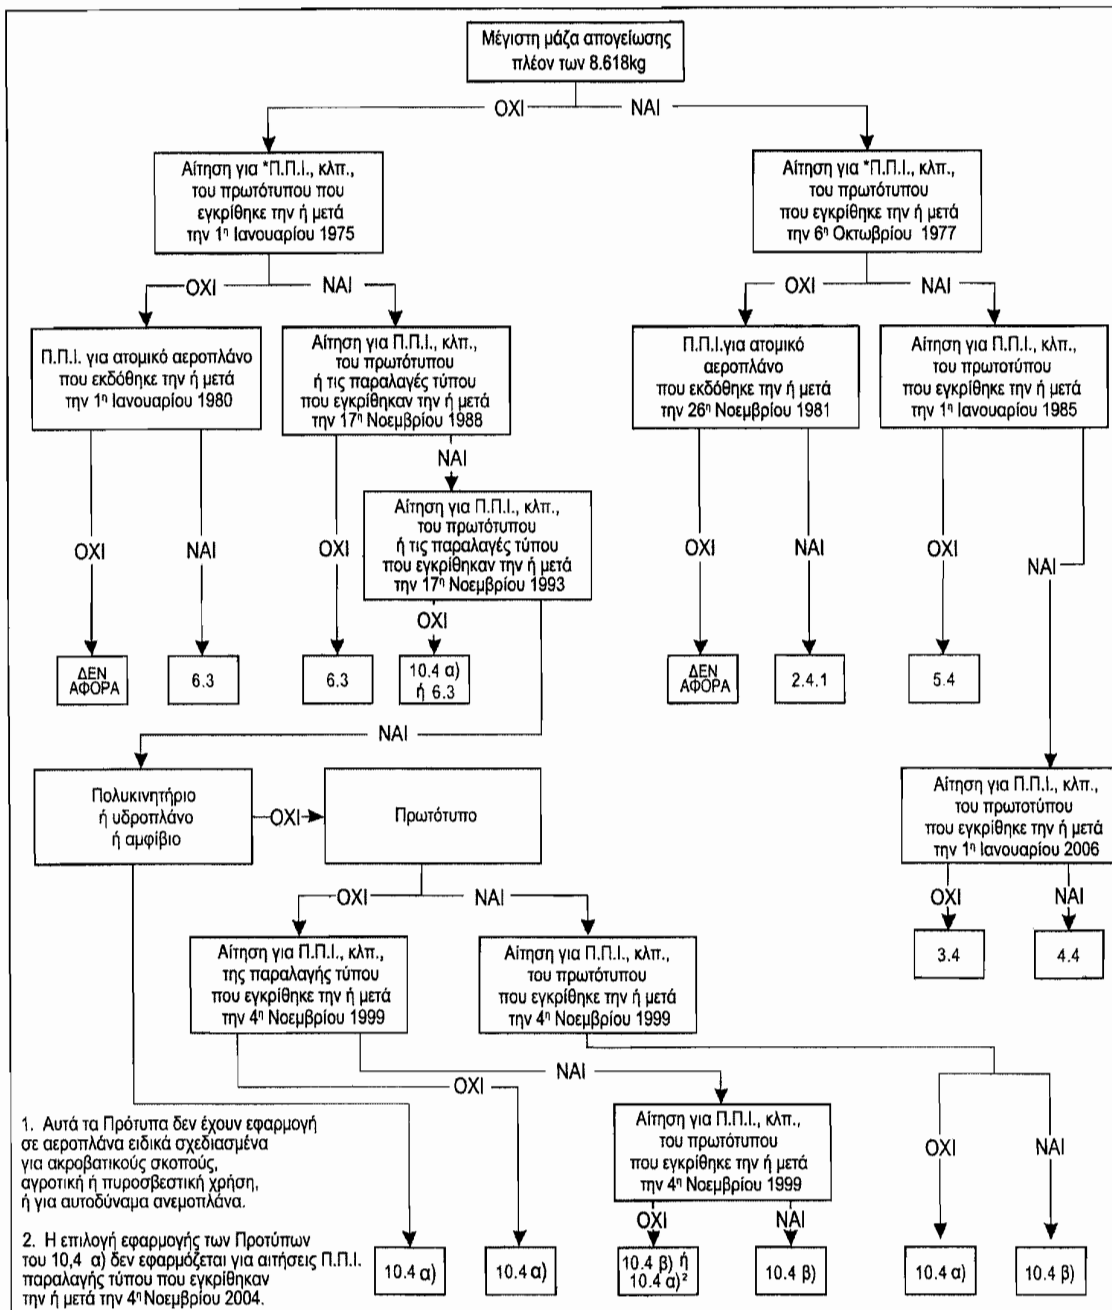 Μέγιστη μάζα απογείωσης
πλέον των 8.618kg
ΟΧΙ
ΝΑΙ
Αίτηση για *Π.Π.Ι., κλπ.,
του πρωτότυπου που
εγκρίθηκε την ή μετά
την 1η Ιανουαρίου 1975
Αίτηση για *Π.Π.Ι., κλπ.,
του πρωτότυπου
που εγκρίθηκε την ή μετά
την 6η Οκτωβρίου 1977
ΟΧΙ
ΝΑΙ
ΟΧΙ
ΝΑΙ
Π.Π.Ι. για ατομικό αεροπλάνο
που εκδόθηκε την ή μετά
την 1η Ιανουαρίου 1980
Αίτηση για Π.Π.Ι., κλπ.,
του πρωτότυπου
ή τις παραλαγές τύπου
που εγκρίθηκαν την ή μετά
την 17η Νοεμβρίου 1988
Π.Π.Ι.για ατομικό
αεροπλάνο
που εκδόθηκε την ή μετά
την 26η Νοεμβρίου 1981
Αίτηση για Π.Π.Ι., κλπ.,
του πρωτοτύπου
που εγκρίθηκε την ή μετά
την 1η Ιανουαρίου 1985
ΝΑΙ
Αίτηση για Π.Π.Ι., κλπ.,
του πρωτότυπου
ή τις παραλαγές τύπου
που εγκρίθηκαν την ή μετά
την 17η Νοεμβρίου 1993
ΟΧΙ
ΝΑΙ
ΟΧΙ
ΟΧΙ
ΝΑΙ
ΟΧΙ
ΝΑΙ
ΟΧΙ
ΔΕΝ
ΑΦΟΡΑ
6.3
6.3
10.4 α)
ή 6.3
ΔΕΝ
ΑΦΟΡΑ
2.4.1
5.4
ΝΑΙ
Πολυκινητήριο
ή υδροπλάνο
ή αμφίβιο
ΟΧΙ
Πρωτότυπο
Αίτηση για Π.Π.Ι., κλπ.,
του πρωτοτύπου
που εγκρίθηκε την ή μετά
την 1η Ιανουαρίου 2006
ΟΧΙ
ΝΑΙ
ΟΧΙ
ΝΑΙ
Αίτηση για Π.Π.Ι., κλπ.,
της παραλαγής τύπου
που εγκρίθηκε την ή μετά
την 4η Νοεμβρίου 1999
Αίτηση για Π.Π.Ι., κλπ.,
του πρωτότυπου
που εγκρίθηκε την ή μετά
την 4η Νοεμβρίου 1999
3.4
4.4
ΟΧΙ
ΝΑΙ
Αίτηση για Π.Π.Ι., κλπ.,
του πρωτότυπου
που εγκρίθηκε την ή μετά
την 4η Νοεμβρίου 1999
ΟΧΙ
ΝΑΙ
ΟΧΙ
ΝΑΙ
1. Αυτά τα Πρότυπα δεν έχουν εφαρμογή
σε αεροπλάνα ειδικά σχεδιασμένα
για ακροβατικούς σκοπούς,
αγροτική ή πυροσβεστική χρήση,
ή για αυτοδύναμα ανεμοπλάνα.
2. Η επιλογή εφαρμογής των Προτύπων
του 10,4 α) δεν εφαρμόζεται για αιτήσεις Π.Π.Ι.
παραλαγής τύπου που εγκρίθηκαν
την ή μετά την 4η Νοεμβρίου 2004.
10.4 α)
10.4 α)
10.4 β) ή
10.4 α)²
10.4 β)
10.4 α)
10.4 β)